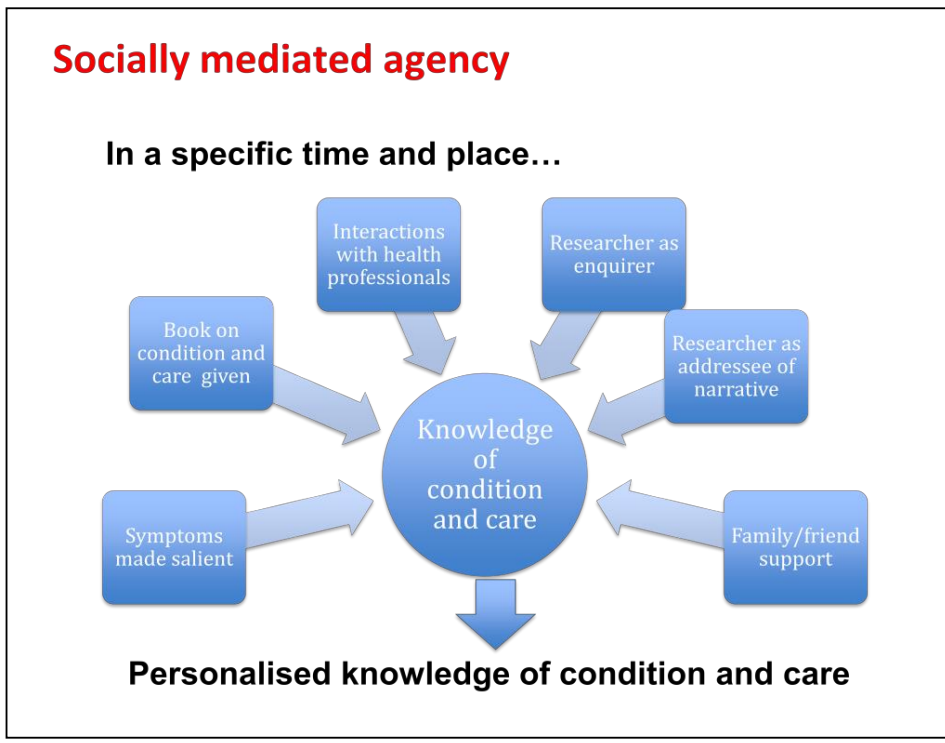 Socially mediated agency
In a specific time and place…
Interactions
with health
professionals
Researcher as
enquirer
Book on
condition and
care given
Researcher as
addressee of
narrative
Knowledge
of
condition
and care
Symptoms
made salient
Family/friend
support
Personalised knowledge of condition and care